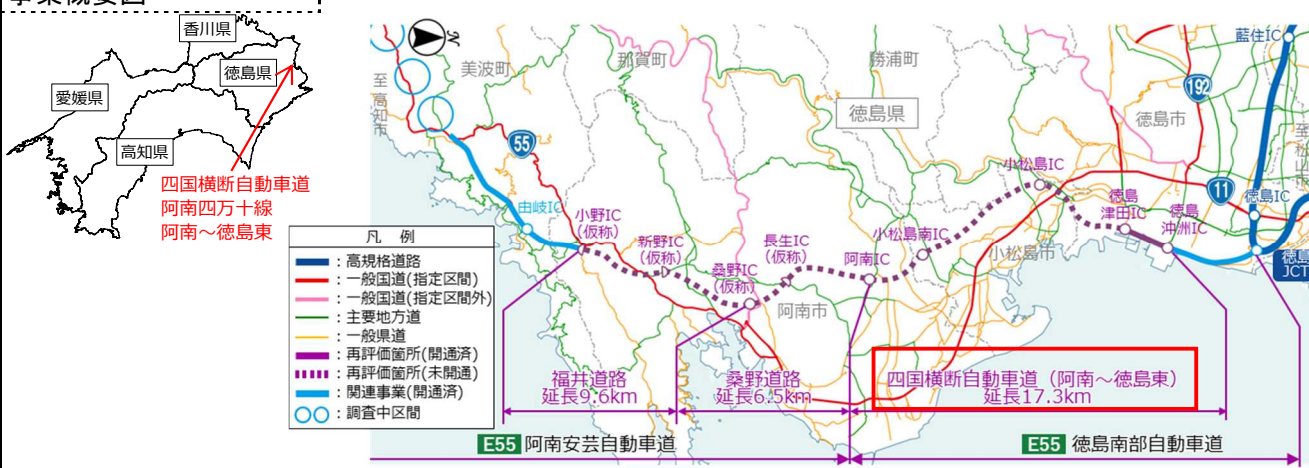 事業概要図
香川県
徳島県
愛媛県
高知県
四国横断自動車道
阿南四万十線
阿南～徳島東
凡 例
：高規格道路
：一般国道(指定区間)
：一般国道(指定区間外)
：主要地方道
：一般県道
：再評価箇所(開通済)
：再評価箇所(未開通)
：関連事業(開通済)
：調査中区間
N
至高知市
美波町
那賀町
勝浦町
徳島県
徳島市
藍住IC
192
至松山市
55
11
由岐IC
小野IC
（仮称）
新野IC
（仮称）
桑野IC
（仮称）
長生IC
（仮称）
阿南IC
小松島南IC
小松島IC
徳島
津田IC
徳島
沖洲IC
徳島IC
徳島
JCT
小松島市
阿南市
福井道路
延長9.6km
桑野道路
延長6.5km
四国横断自動車道（阿南～徳島東）
延長17.3km
E55 阿南安芸自動車道
E55 徳島南部自動車道